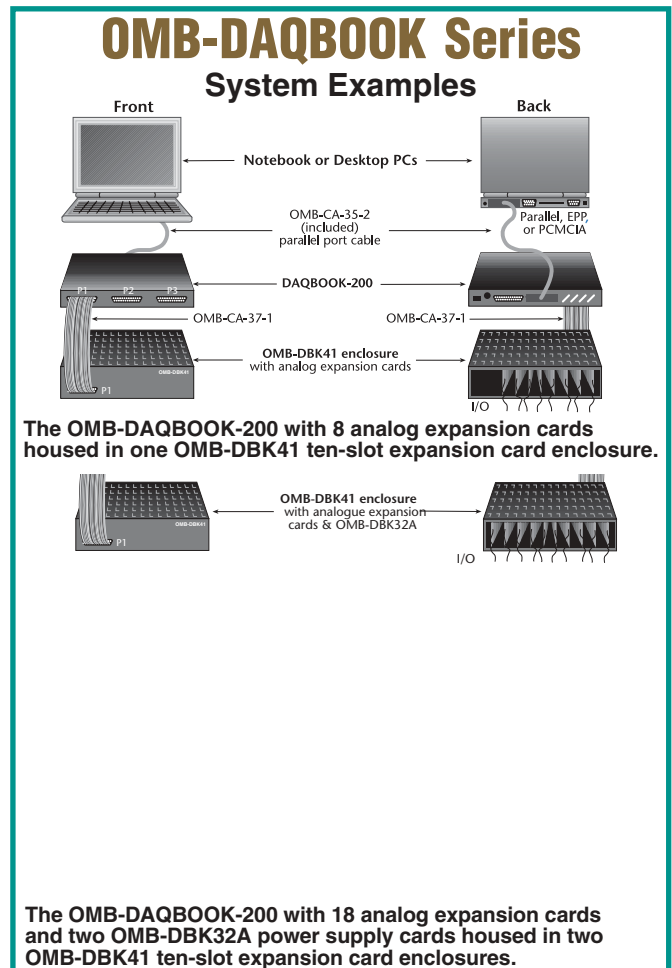 OMB-DAQBOOK Series
System Examples
Front
Back
Notebook or Desktop PCs
OMB-CA-35-2
(included)
parallel port cable
Parallel, EPP,
or PCMCIA
P1 P2 P3
DAQBOOK-200
OMB-CA-37-1
OMB-CA-37-1
OMB-DBK41 enclosure
with analog expansion cards
OMB-DBK41
P1
I/O
The OMB-DAQBOOK-200 with 8 analog expansion cards
housed in one OMB-DBK41 ten-slot expansion card enclosure.
OMB-DBK41 enclosure
with analogue expansion
cards & OMB-DBK32A
OMB-DBK41
P1
I/O
The OMB-DAQBOOK-200 with 18 analog expansion cards
and two OMB-DBK32A power supply cards housed in two
OMB-DBK41 ten-slot expansion card enclosures.